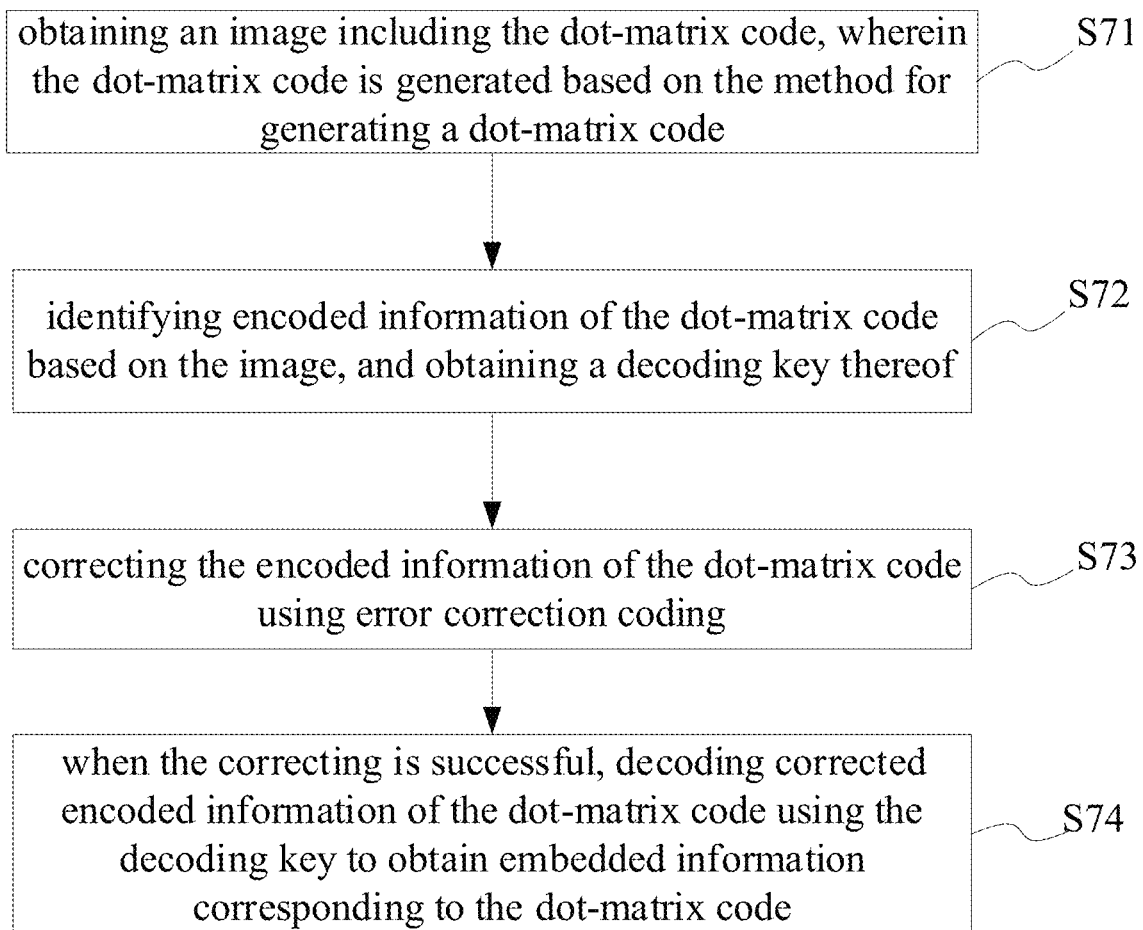 obtaining an image including the dot-matrix code, wherein
the dot-matrix code is generated based on the method for
generating a dot-matrix code
S71
identifying encoded information of the dot-matrix code
based on the image, and obtaining a decoding key thereof
S72
correcting the encoded information of the dot-matrix code
using error correction coding
S73
when the correcting is successful, decoding corrected
encoded information of the dot-matrix code using the
decoding key to obtain embedded information
corresponding to the dot-matrix code
S74